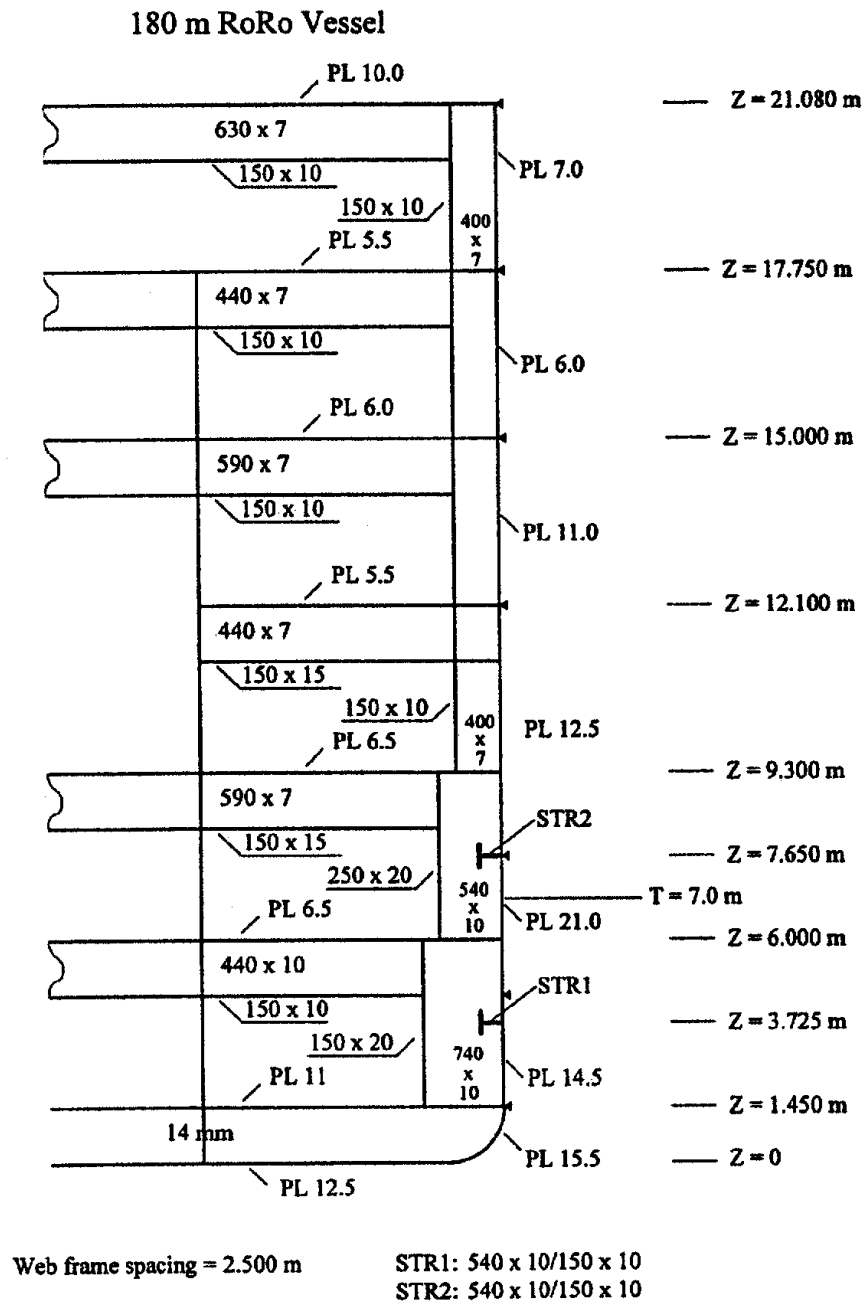 180 m RoRo Vessel
PL 10.0
Z = 21.080 m
630 x 7
150 x 10
PL 7.0
150 x 10
400
x
7
PL 5.5
Z = 17.750 m
440 x 7
150 x 10
PL 6.0
PL 6.0
Z = 15.000 m
590 x 7
150 x 10
PL 11.0
PL 5.5
Z = 12.100 m
440 x 7
150 x 15
150 x 10
400
x
7
PL 12.5
PL 6.5
Z = 9.300 m
590 x 7
STR2
150 x 15
Z = 7.650 m
250 x 20
540
x
10
T = 7.0 m
PL 6.5
PL 21.0
Z = 6.000 m
440 x 10
STR1
150 x 10
Z = 3.725 m
150 x 20
740
x
10
PL 11
PL 14.5
Z = 1.450 m
14 mm
PL 15.5
Z = 0
PL 12.5
Web frame spacing = 2.500 m
STR1: 540 x 10/150 x 10
STR2: 540 x 10/150 x 10